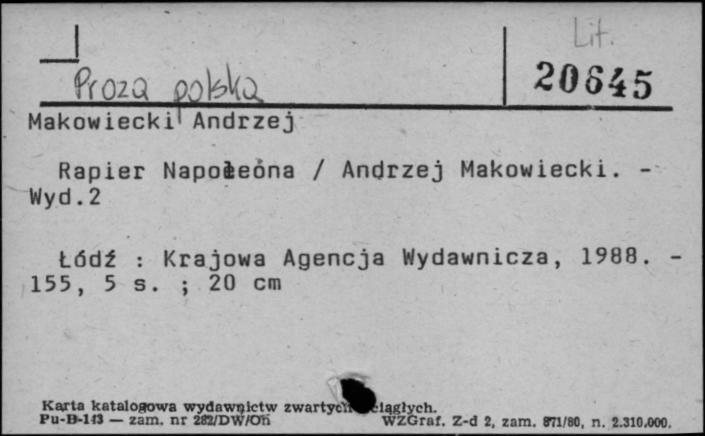 Lit.
20645
Proza polska
Makowiecki Andrzej
Rapier Napoleona / Andrzej Makowiecki. -
Wyd.2
Łódź : Krajowa Agencja Wydawnicza, 1988. -
155, 5 s. ; 20 cm
Karta katalogowa wydawnictw zwartych ciągłych.
Pu-B-143 — zam. nr 282/DW/Oń WZGraf. Z-d 2, zam. 871/80, n. 2.310.000.